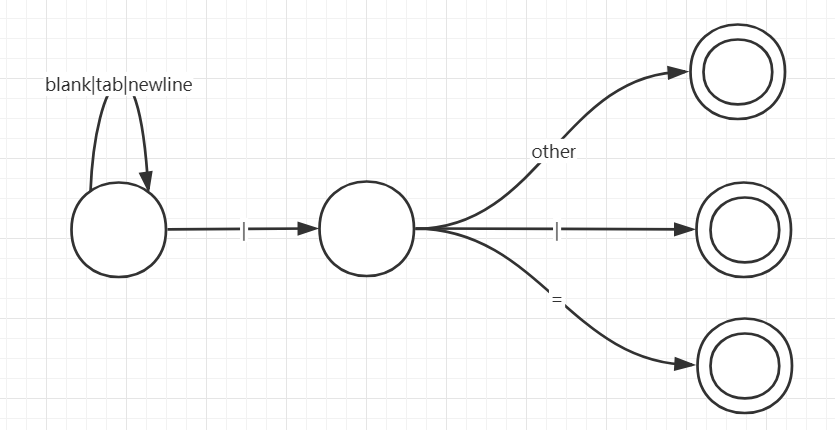 blank|tab|newline
other
|
|
=